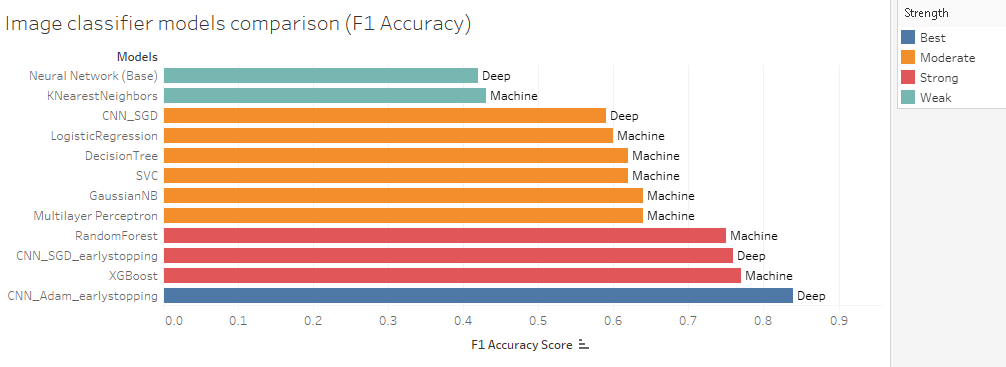 Image classifier models comparison (F1 Accuracy)
Models
Neural Network (Base) Deep
KNearestNeighbors Machine
CNN_SGD Deep
LogisticRegression Machine
DecisionTree Machine
SVC Machine
GaussianNB Machine
Multilayer Perceptron Machine
RandomForest Machine
CNN_SGD_earlystopping Deep
XGBoost Machine
CNN_Adam_earlystopping Deep
0.0 0.1 0.2 0.3 0.4 0.5 0.6 0.7 0.8 0.9
F1 Accuracy Score
Strength
Best
Moderate
Strong
Weak